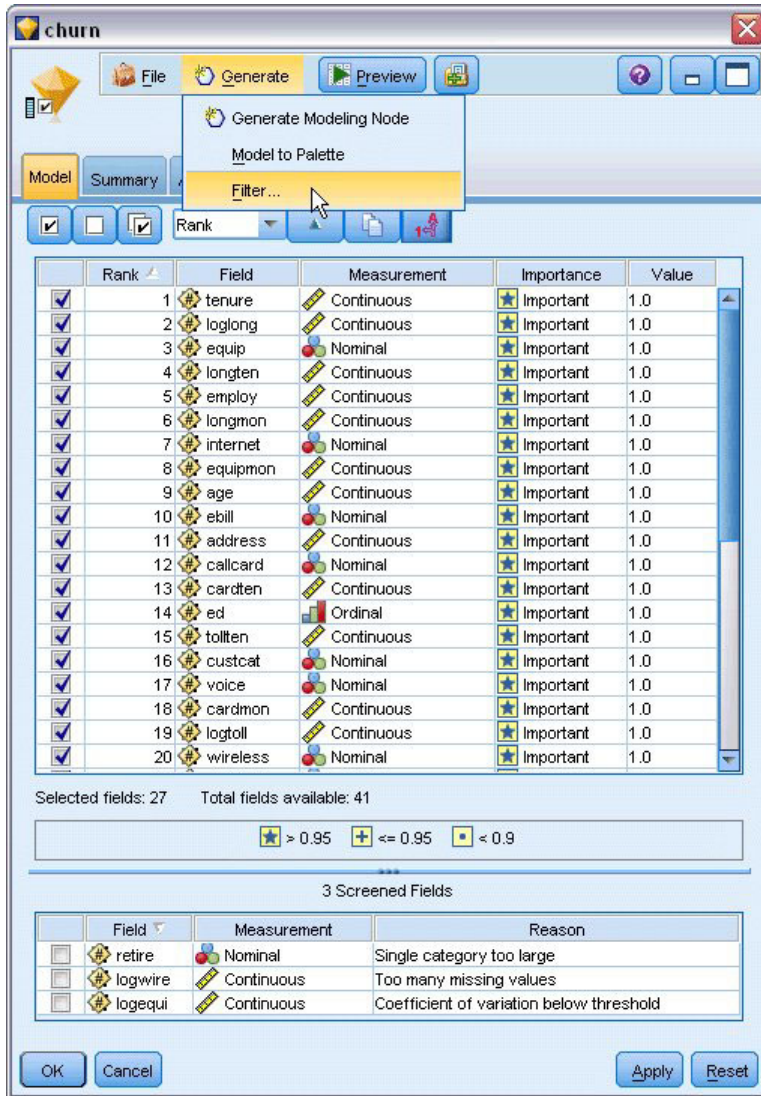 churn
File Generate Preview
Generate Modeling Node
Model to Palette
Filter...
Model Summary
Rank
Rank Field Measurement Importance Value
1 tenure Continuous Important 1.0
2 loglong Continuous Important 1.0
3 equip Nominal Important 1.0
4 longten Continuous Important 1.0
5 employ Continuous Important 1.0
6 longmon Continuous Important 1.0
7 internet Nominal Important 1.0
8 equipmon Continuous Important 1.0
9 age Continuous Important 1.0
10 ebill Nominal Important 1.0
11 address Continuous Important 1.0
12 callcard Nominal Important 1.0
13 cardten Continuous Important 1.0
14 ed Ordinal Important 1.0
15 tollten Continuous Important 1.0
16 custcat Nominal Important 1.0
17 voice Nominal Important 1.0
18 cardmon Continuous Important 1.0
19 logtoll Continuous Important 1.0
20 wireless Nominal Important 1.0
Selected fields: 27 Total fields available: 41
> 0.95 <= 0.95 < 0.9
3 Screened Fields
Field Measurement Reason
retire Nominal Single category too large
logwire Continuous Too many missing values
logequi Continuous Coefficient of variation below threshold
OK Cancel Apply Reset